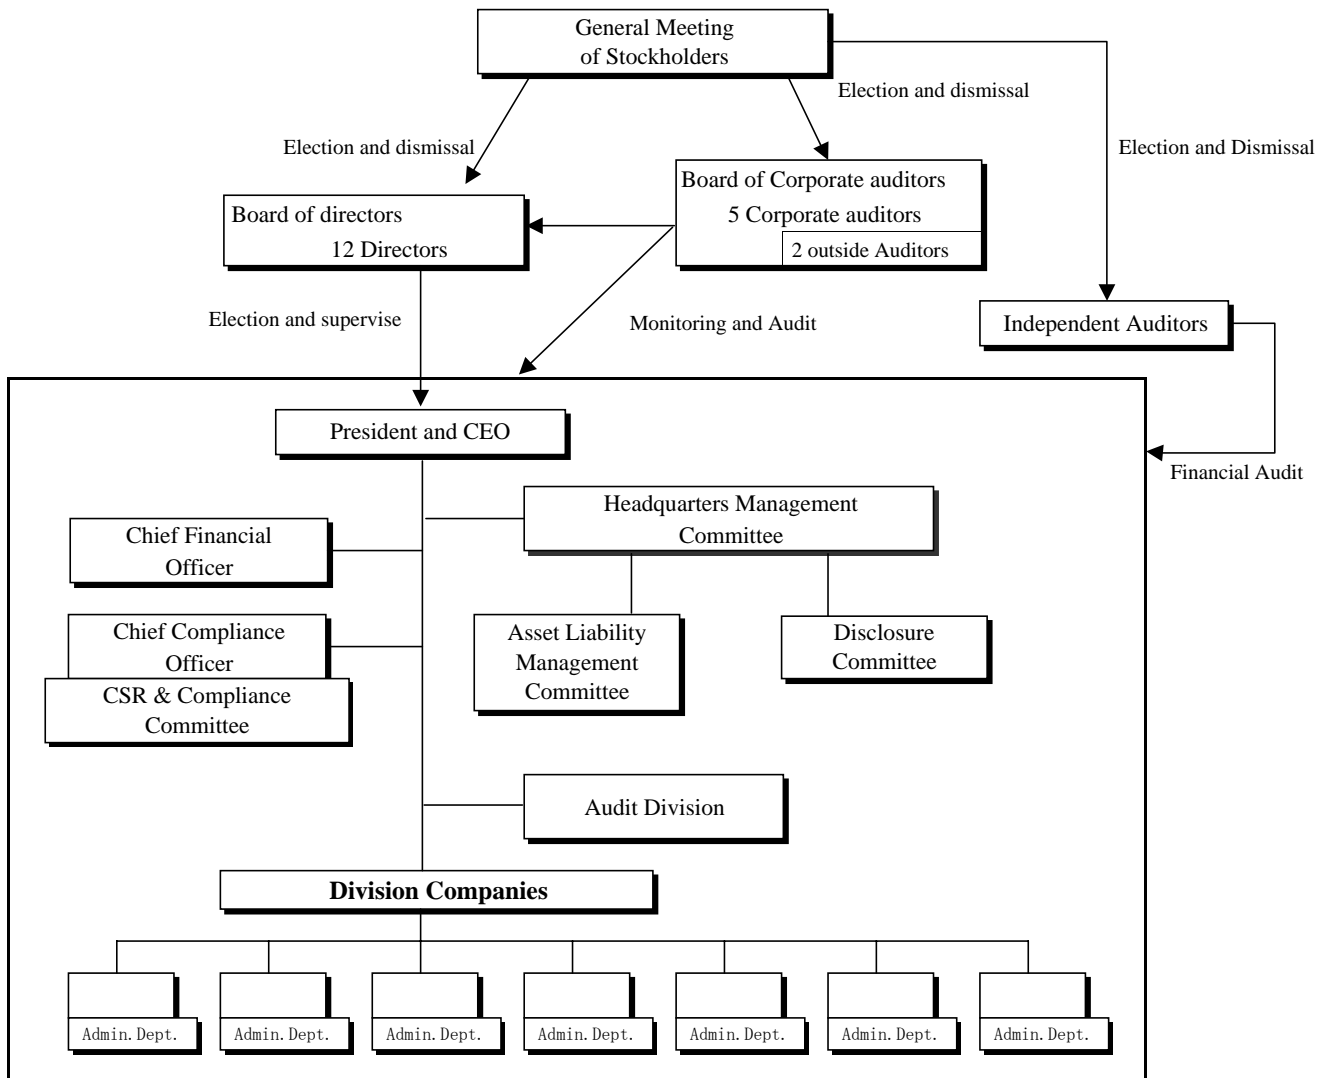 General Meeting
of Stockholders
Election and dismissal
Election and dismissal
Election and Dismissal
Board of Corporate auditors
5 Corporate auditors
2 outside Auditors
Board of directors
12 Directors
Election and supervise
Monitoring and Audit
Independent Auditors
President and CEO
Financial Audit
Headquarters Management
Committee
Chief Financial
Officer
Chief Compliance
Officer
CSR & Compliance
Committee
Asset Liability
Management
Committee
Disclosure
Committee
Audit Division
Division Companies
Admin. Dept.
Admin. Dept.
Admin. Dept.
Admin. Dept.
Admin. Dept.
Admin. Dept.
Admin. Dept.